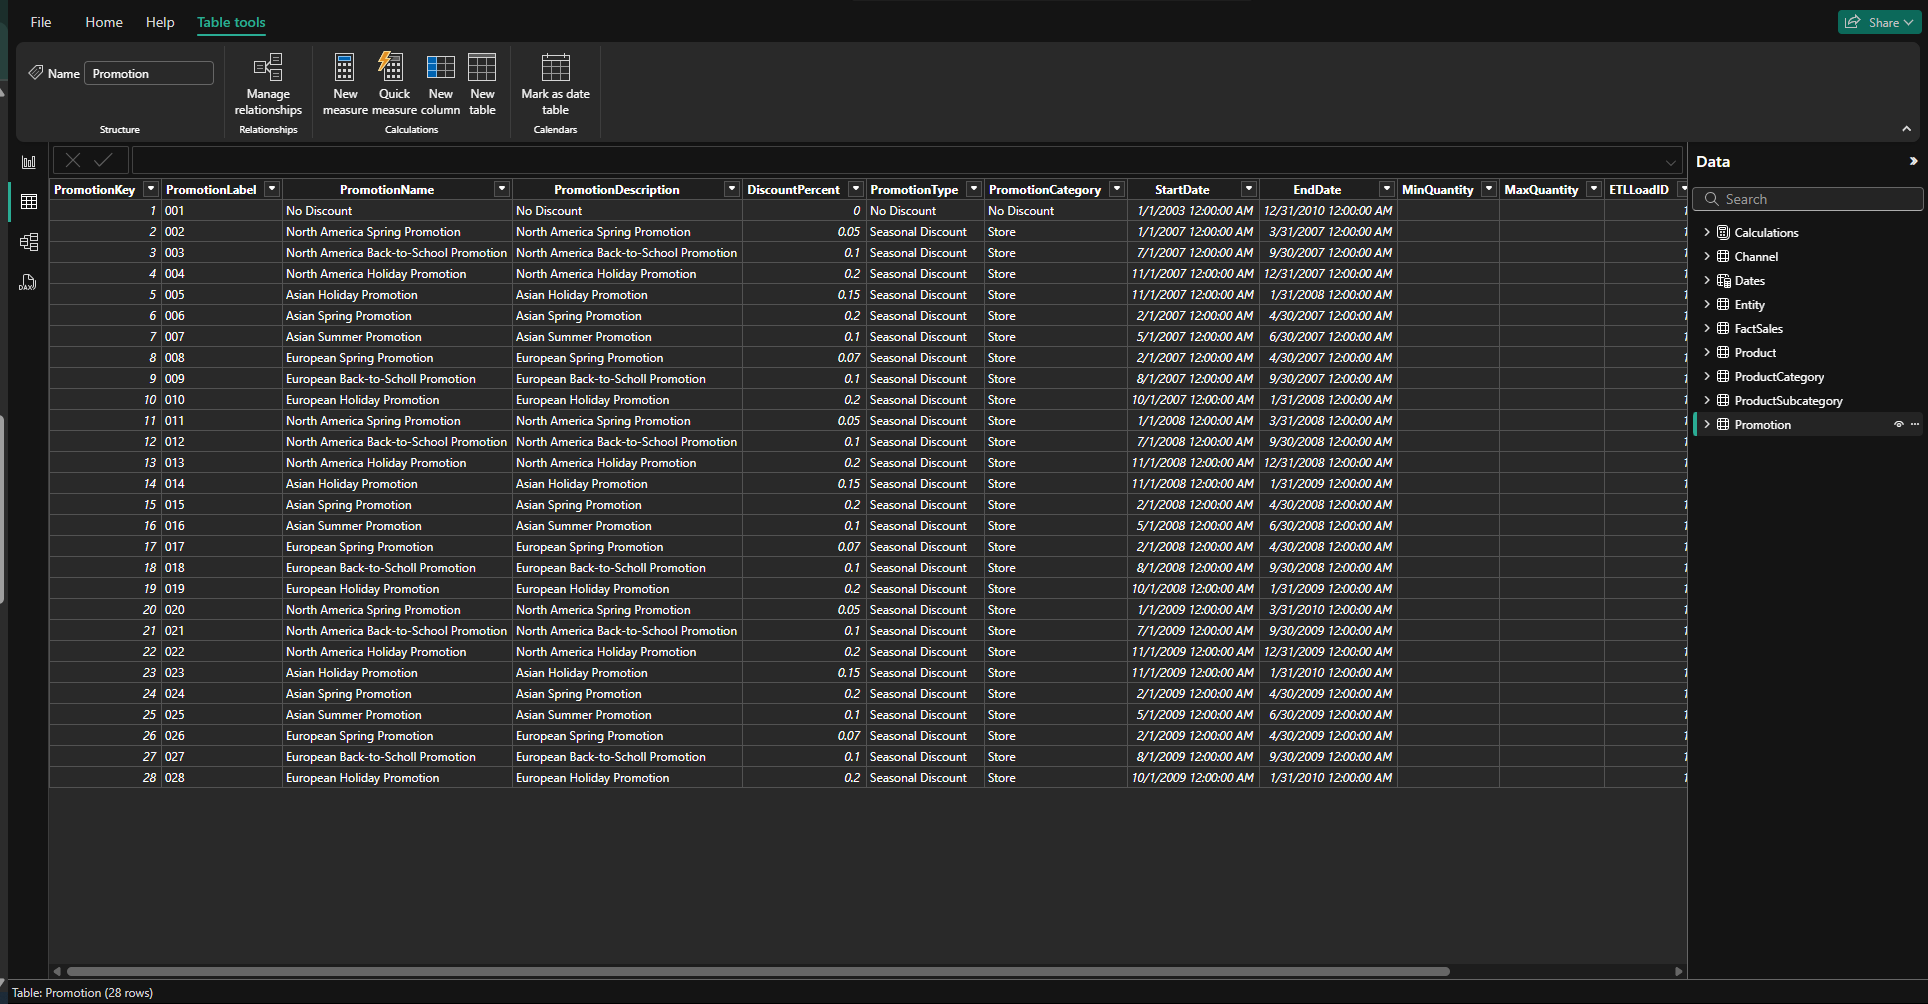 File Home Help Table tools Share
Name Promotion
Manage relationships
New measure
Quick measure
New column
New table
Mark as date table
Structure Relationships Calculations Calendars
PromotionKey PromotionLabel PromotionName PromotionDescription DiscountPercent PromotionType PromotionCategory StartDate EndDate MinQuantity MaxQuantity ETLLoadID
1 001 No Discount No Discount 0 No Discount No Discount 1/1/2003 12:00:00 AM 12/31/2010 12:00:00 AM
2 002 North America Spring Promotion North America Spring Promotion 0.05 Seasonal Discount Store 1/1/2007 12:00:00 AM 3/31/2007 12:00:00 AM
3 003 North America Back-to-School Promotion North America Back-to-School Promotion 0.1 Seasonal Discount Store 7/1/2007 12:00:00 AM 9/30/2007 12:00:00 AM
4 004 North America Holiday Promotion North America Holiday Promotion 0.2 Seasonal Discount Store 11/1/2007 12:00:00 AM 12/31/2007 12:00:00 AM
5 005 Asian Holiday Promotion Asian Holiday Promotion 0.15 Seasonal Discount Store 11/1/2007 12:00:00 AM 1/31/2008 12:00:00 AM
6 006 Asian Spring Promotion Asian Spring Promotion 0.2 Seasonal Discount Store 2/1/2007 12:00:00 AM 4/30/2007 12:00:00 AM
7 007 Asian Summer Promotion Asian Summer Promotion 0.1 Seasonal Discount Store 5/1/2007 12:00:00 AM 6/30/2007 12:00:00 AM
8 008 European Spring Promotion European Spring Promotion 0.07 Seasonal Discount Store 2/1/2007 12:00:00 AM 4/30/2007 12:00:00 AM
9 009 European Back-to-Scholl Promotion European Back-to-Scholl Promotion 0.1 Seasonal Discount Store 8/1/2007 12:00:00 AM 9/30/2007 12:00:00 AM
10 010 European Holiday Promotion European Holiday Promotion 0.2 Seasonal Discount Store 10/1/2007 12:00:00 AM 1/31/2008 12:00:00 AM
11 011 North America Spring Promotion North America Spring Promotion 0.05 Seasonal Discount Store 1/1/2008 12:00:00 AM 3/31/2008 12:00:00 AM
12 012 North America Back-to-School Promotion North America Back-to-School Promotion 0.1 Seasonal Discount Store 7/1/2008 12:00:00 AM 9/30/2008 12:00:00 AM
13 013 North America Holiday Promotion North America Holiday Promotion 0.2 Seasonal Discount Store 11/1/2008 12:00:00 AM 12/31/2008 12:00:00 AM
14 014 Asian Holiday Promotion Asian Holiday Promotion 0.15 Seasonal Discount Store 11/1/2008 12:00:00 AM 1/31/2009 12:00:00 AM
15 015 Asian Spring Promotion Asian Spring Promotion 0.2 Seasonal Discount Store 2/1/2008 12:00:00 AM 4/30/2008 12:00:00 AM
16 016 Asian Summer Promotion Asian Summer Promotion 0.1 Seasonal Discount Store 5/1/2008 12:00:00 AM 6/30/2008 12:00:00 AM
17 017 European Spring Promotion European Spring Promotion 0.07 Seasonal Discount Store 2/1/2008 12:00:00 AM 4/30/2008 12:00:00 AM
18 018 European Back-to-Scholl Promotion European Back-to-Scholl Promotion 0.1 Seasonal Discount Store 8/1/2008 12:00:00 AM 9/30/2008 12:00:00 AM
19 019 European Holiday Promotion European Holiday Promotion 0.2 Seasonal Discount Store 10/1/2008 12:00:00 AM 1/31/2009 12:00:00 AM
20 020 North America Spring Promotion North America Spring Promotion 0.05 Seasonal Discount Store 1/1/2009 12:00:00 AM 3/31/2010 12:00:00 AM
21 021 North America Back-to-School Promotion North America Back-to-School Promotion 0.1 Seasonal Discount Store 7/1/2009 12:00:00 AM 9/30/2009 12:00:00 AM
22 022 North America Holiday Promotion North America Holiday Promotion 0.2 Seasonal Discount Store 11/1/2009 12:00:00 AM 12/31/2009 12:00:00 AM
23 023 Asian Holiday Promotion Asian Holiday Promotion 0.15 Seasonal Discount Store 11/1/2009 12:00:00 AM 1/31/2010 12:00:00 AM
24 024 Asian Spring Promotion Asian Spring Promotion 0.2 Seasonal Discount Store 2/1/2009 12:00:00 AM 4/30/2009 12:00:00 AM
25 025 Asian Summer Promotion Asian Summer Promotion 0.1 Seasonal Discount Store 5/1/2009 12:00:00 AM 6/30/2009 12:00:00 AM
26 026 European Spring Promotion European Spring Promotion 0.07 Seasonal Discount Store 2/1/2009 12:00:00 AM 4/30/2009 12:00:00 AM
27 027 European Back-to-Scholl Promotion European Back-to-Scholl Promotion 0.1 Seasonal Discount Store 8/1/2009 12:00:00 AM 9/30/2009 12:00:00 AM
28 028 European Holiday Promotion European Holiday Promotion 0.2 Seasonal Discount Store 10/1/2009 12:00:00 AM 1/31/2010 12:00:00 AM
DAX
Data
Search
Calculations
Channel
Dates
Entity
FactSales
Product
ProductCategory
ProductSubcategory
Promotion
Table: Promotion (28 rows)